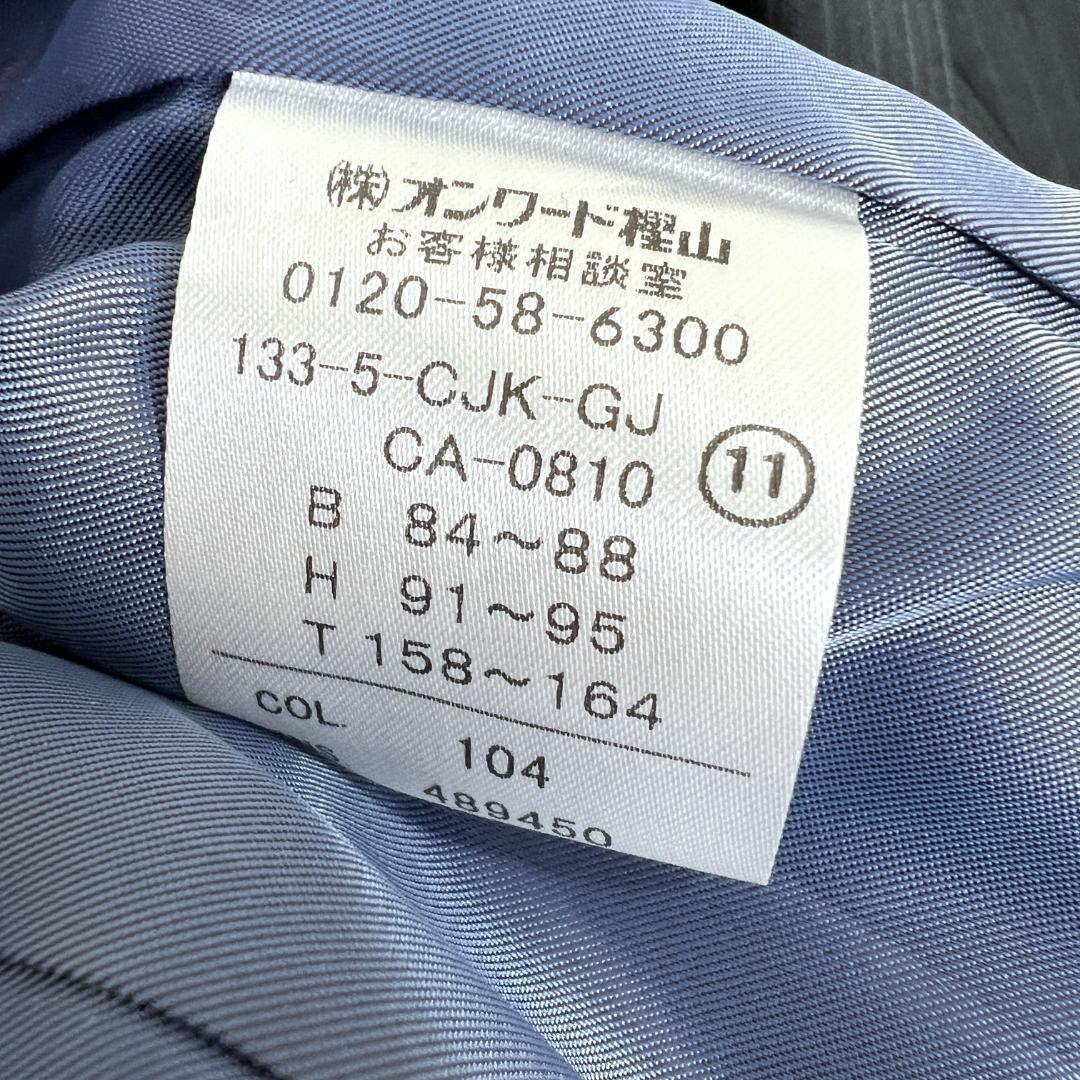 (株)オンワード樫山
お客様相談室
0120-58-6300
133-5-CJK-GJ
CA-0810 ⑪
B 84~88
H 91~95
T 158~164
COL. 104
489450